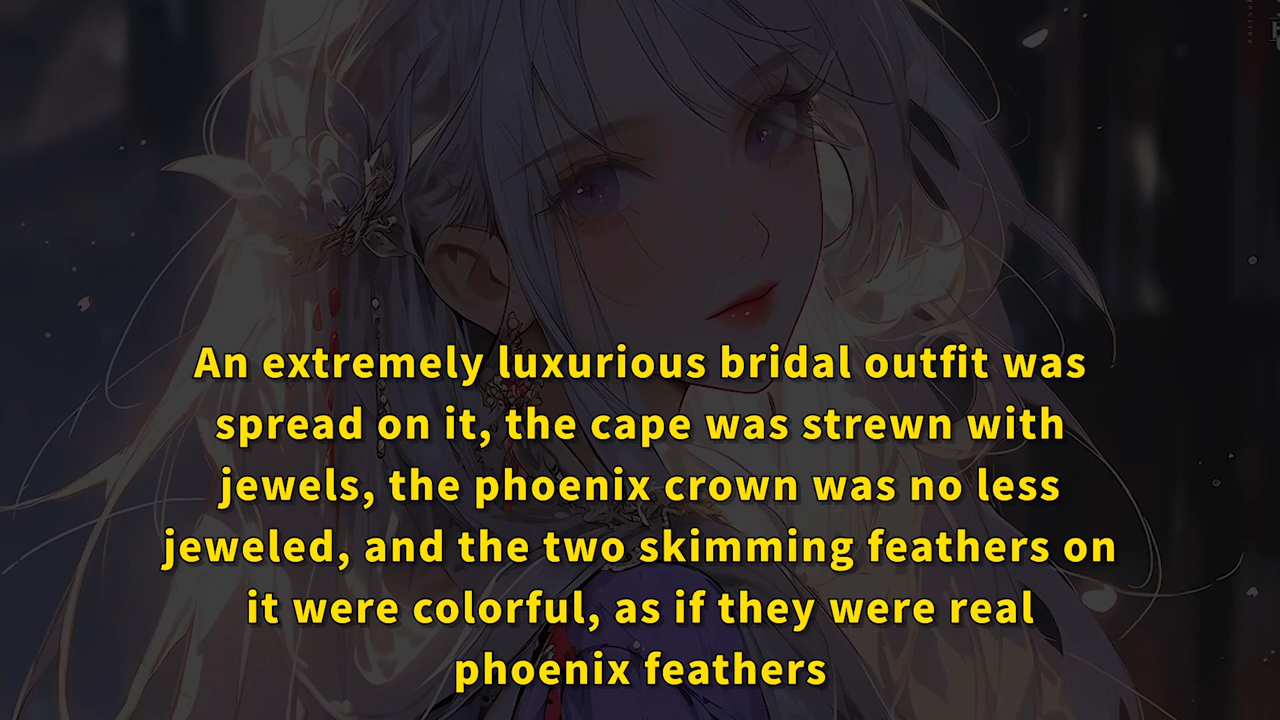 An extremely luxurious bridal outfit was
spread on it, the cape was strewn with
jewels, the phoenix crown was no less
jeweled, and the two skimming feathers on
it were colorful, as if they were real
phoenix feathers